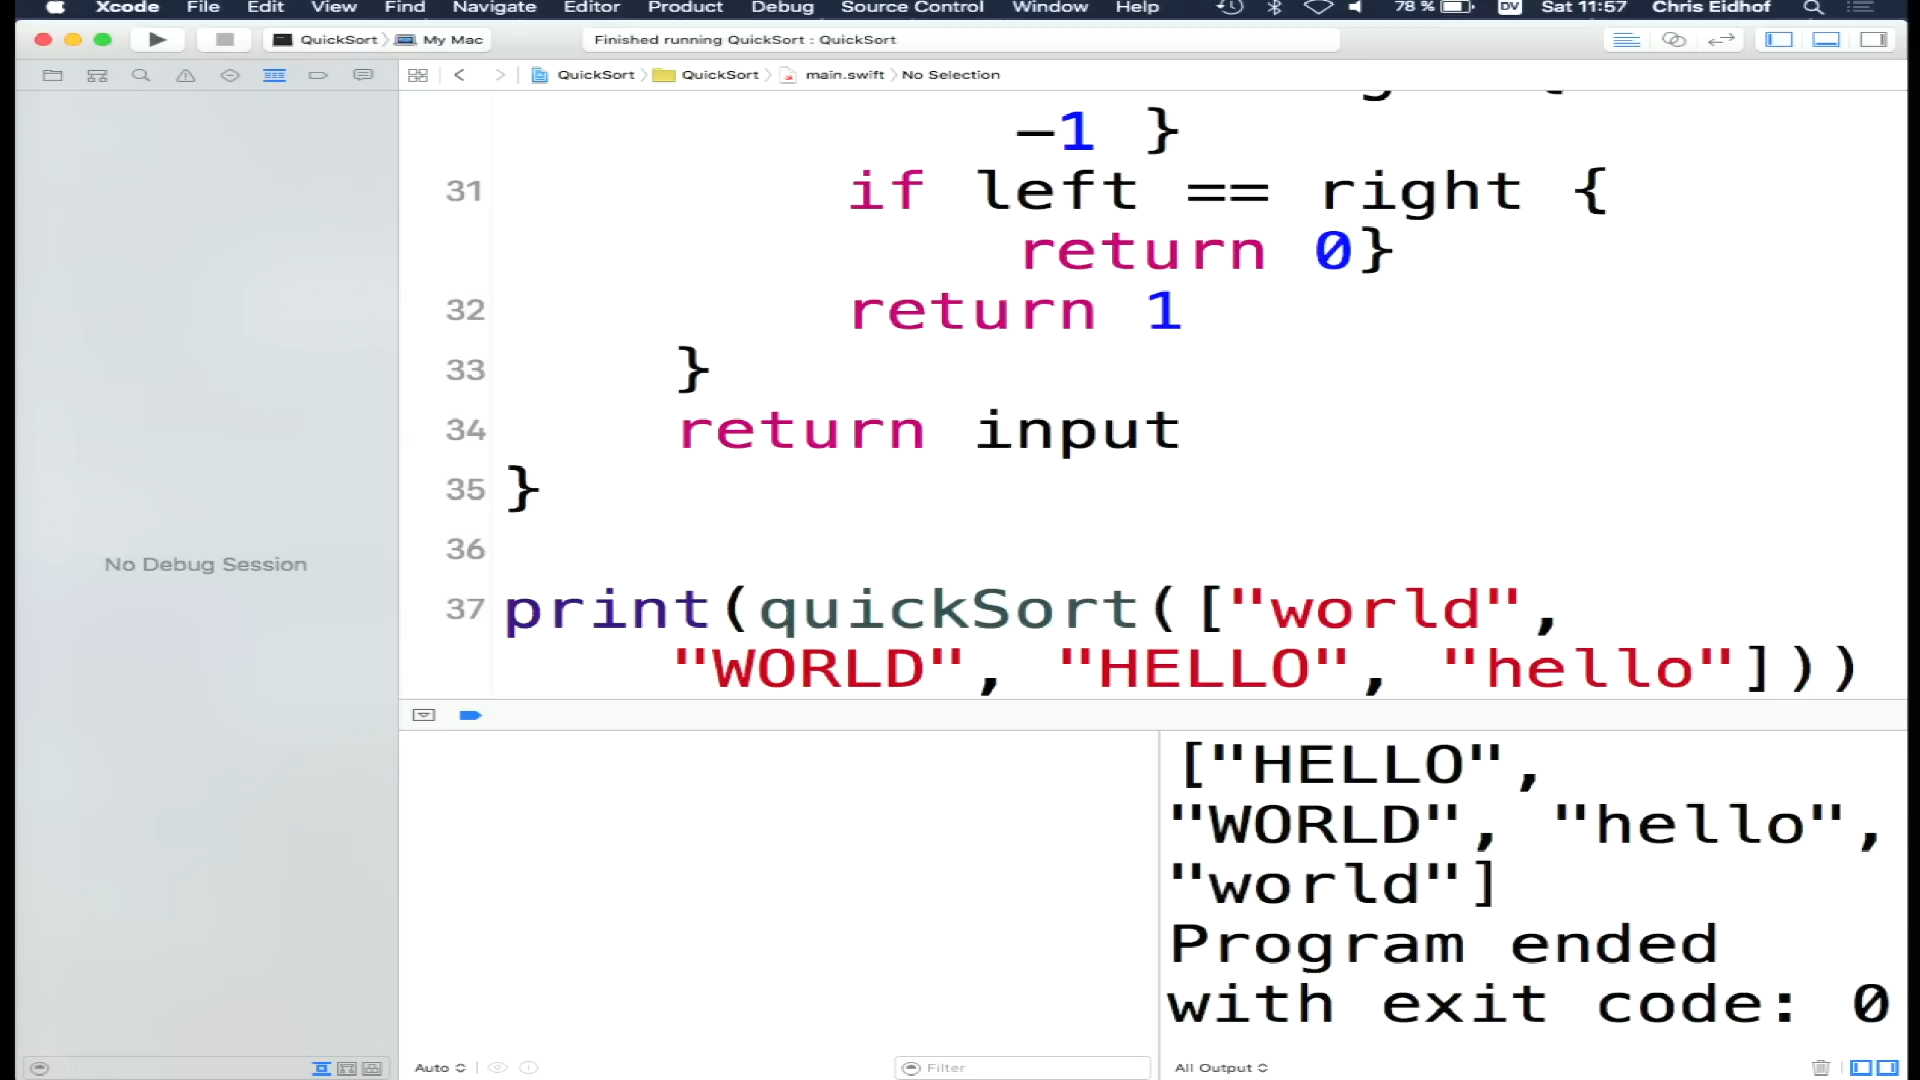 Xcode File Edit View Find Navigate Editor Product Debug Source Control Window Help 78 % DV Sat 11:57 Chris Eidhof
QuickSort My Mac Finished running QuickSort : QuickSort
QuickSort QuickSort main.swift No Selection
-1 }
31 if left == right {
return 0}
32 return 1
33 }
34 return input
35 }
36
37 print(quickSort(["world",
"WORLD", "HELLO", "hello"]))
No Debug Session
["HELLO",
"WORLD", "hello",
"world"]
Program ended
with exit code: 0
Auto Filter All Output